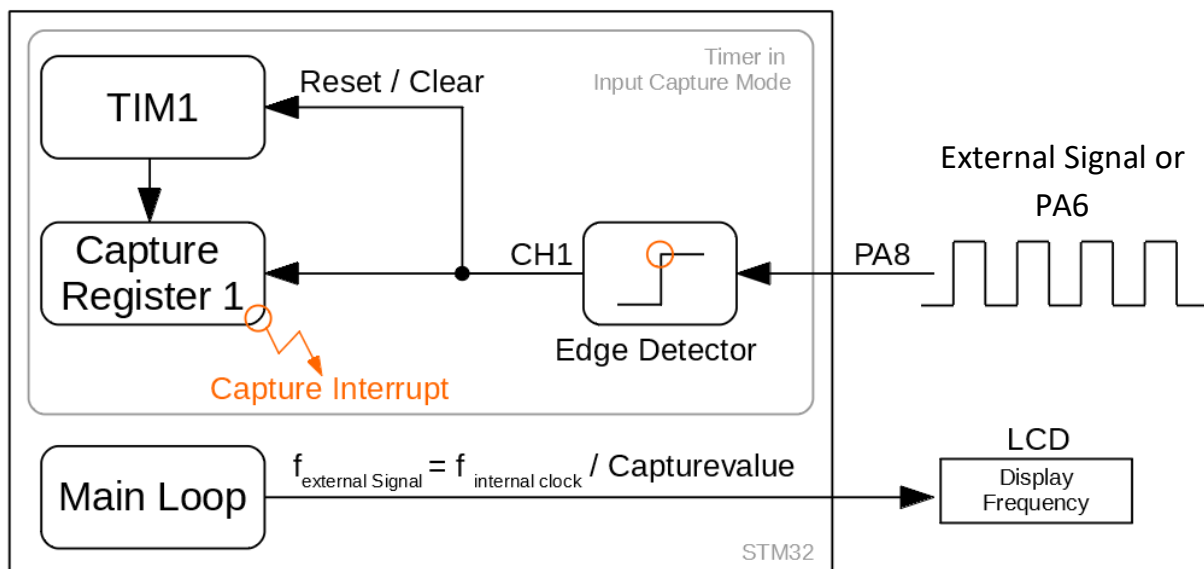 Timer in
Input Capture Mode
TIM1
Reset / Clear
Capture
Register 1
CH1
Edge Detector
PA8
External Signal or
PA6
Capture Interrupt
Main Loop
f external Signal = f internal clock / Capturevalue
LCD
Display
Frequency
STM32